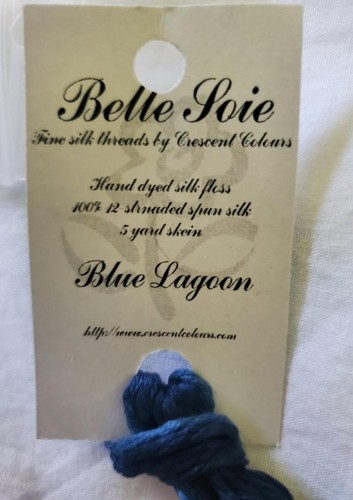 Belle Soie
Fine silk threads by Crescent Colours
Hand dyed silk floss
100% 12-strnaded spun silk
5 yard skein
Blue Lagoon
http://www.crescentcolours.com